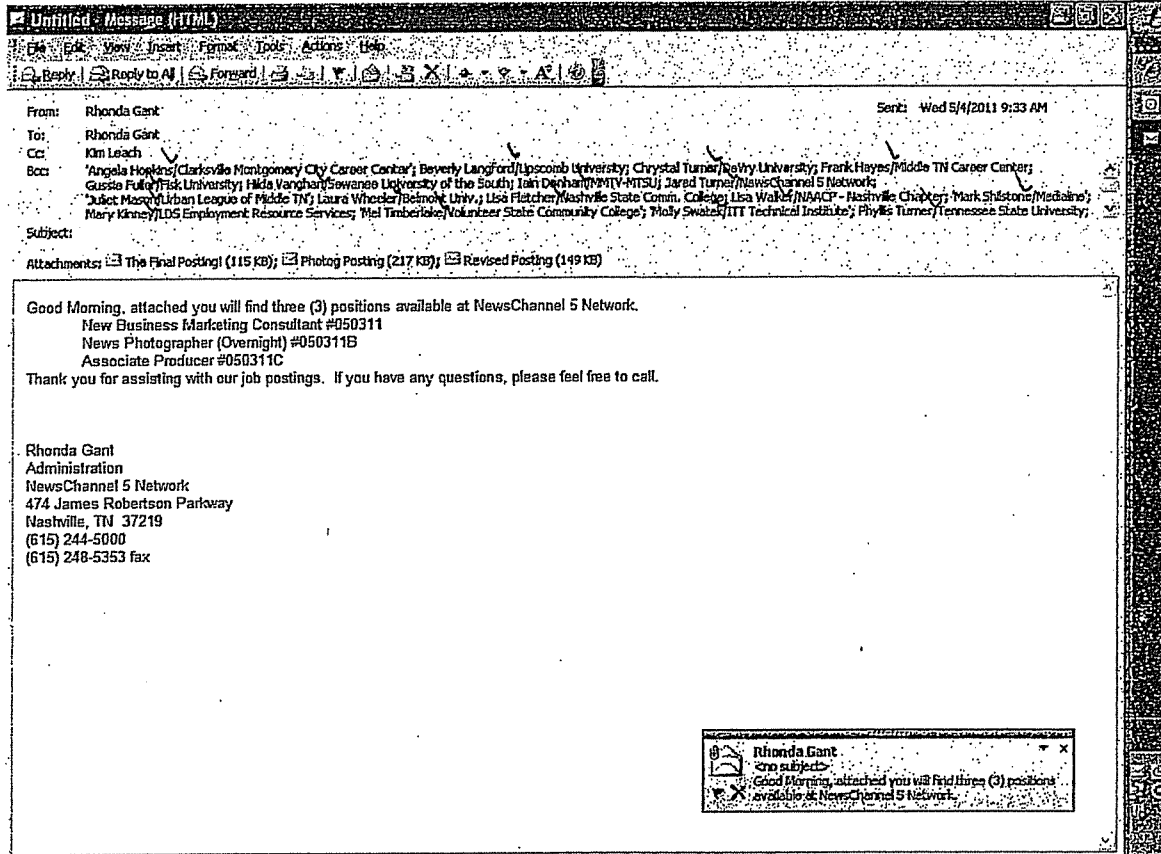 Untitled - Message (HTML)
File Edit View Insert Format Tools Actions Help
Reply Reply to All Forward
From: Rhonda Gant Sent: Wed 5/4/2011 9:33 AM
To: Rhonda Gant
Cc: Kim Leach
Bcc: 'Angela Hopkins/Clarksville Montgomery City Career Center'; Beverly Langford/Lipscomb University; Chrystal Turner/DeVry University; Frank Hayes/Middle TN Career Center;
Gussie Fuller/Fisk University; Hilda Vanghan/Sewanee University of the South; Iain Denhart/MMTV-MTSU; Jared Turner/NewsChannel 5 Network;
'Juliet Mason/Urban League of Middle TN'; Laura Wheeler/Belmont Univ.; Lisa Fletcher/Nashville State Comm. College; Lisa Walker/NAACP - Nashville Chapter; 'Mark Shilstone/Medialine';
Mary Kinney/LDS Employment Resource Services; 'Mel Timberlake/Volunteer State Community College'; 'Molly Swatek/ITT Technical Institute'; Phyllis Turner/Tennessee State University;
Subject:
Attachments: The Final Posting! (115 KB); Photog Posting (217 KB); Revised Posting (149 KB)
Good Morning, attached you will find three (3) positions available at NewsChannel 5 Network.
New Business Marketing Consultant #050311
News Photographer (Overnight) #050311B
Associate Producer #050311C
Thank you for assisting with our job postings. If you have any questions, please feel free to call.
Rhonda Gant
Administration
NewsChannel 5 Network
474 James Robertson Parkway
Nashville, TN 37219
(615) 244-5000
(615) 248-5353 fax
Rhonda Gant
<no subject>
Good Morning, attached you will find three (3) positions
available at NewsChannel 5 Network.